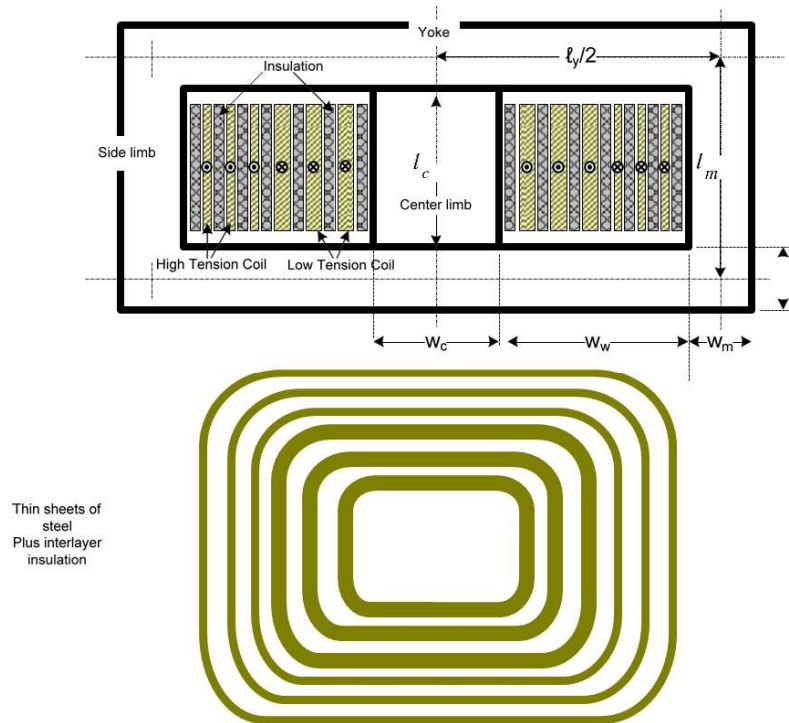 Yoke
ℓy/2
Insulation
Side limb
lc
lm
Center limb
High Tension Coil
Low Tension Coil
wc
ww
wm
Thin sheets of
steel
Plus interlayer
insulation